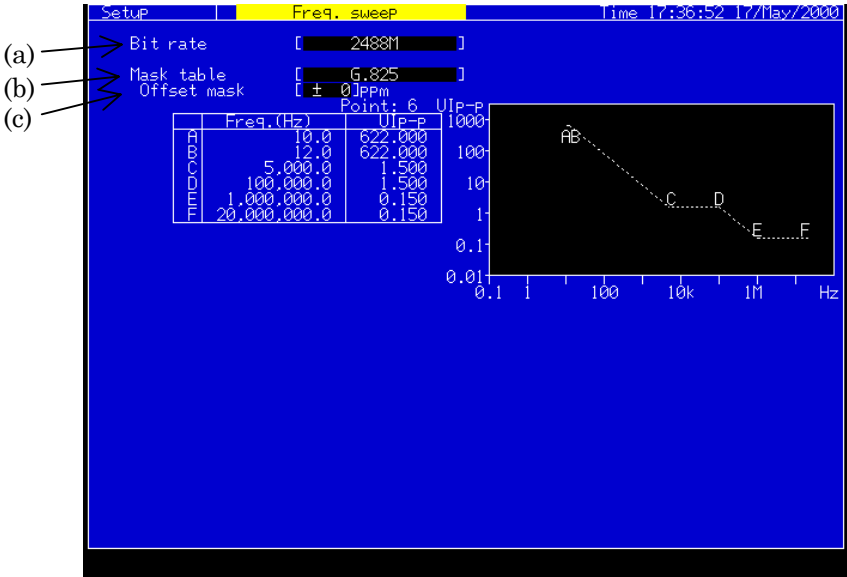 Setup Freq. sweep Time 17:36:52 17/May/2000
(a) Bit rate [ 2488M ]
(b) Mask table [ G.825 ]
(c) Offset mask [ ± 0]ppm
Point: 6 UIp-p
Freq.(Hz) UIp-p
A 10.0 622.000
B 12.0 622.000
C 5,000.0 1.500
D 100,000.0 1.500
E 1,000,000.0 0.150
F 20,000,000.0 0.150
1000
100
10
1
0.1
0.01
AB C D E F
0.1 1 100 10k 1M Hz